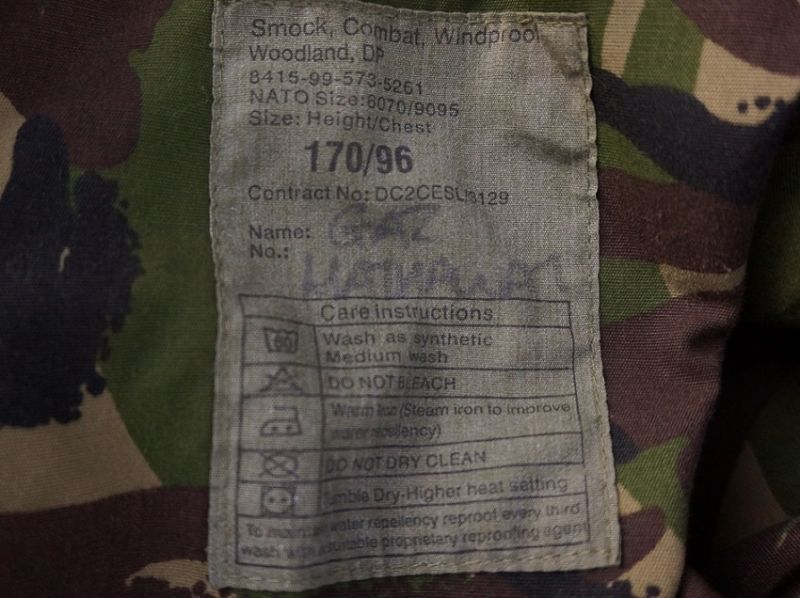 Smock, Combat, Windproof
Woodland, DP
8415-99-573-5261
NATO Size:6070/9095
Size: Height/Chest
170/96
Contract No: DC2CESL/3129
Name:
No.:
Care instructions
60
Wash as synthetic
Medium wash
DO NOT BLEACH
Warm Iron (Steam iron to improve
water repellency)
DO NOT DRY CLEAN
Tumble Dry-Higher heat setting
To maintain water repellency reproof every third
wash with suitable proprietary reproofing agent